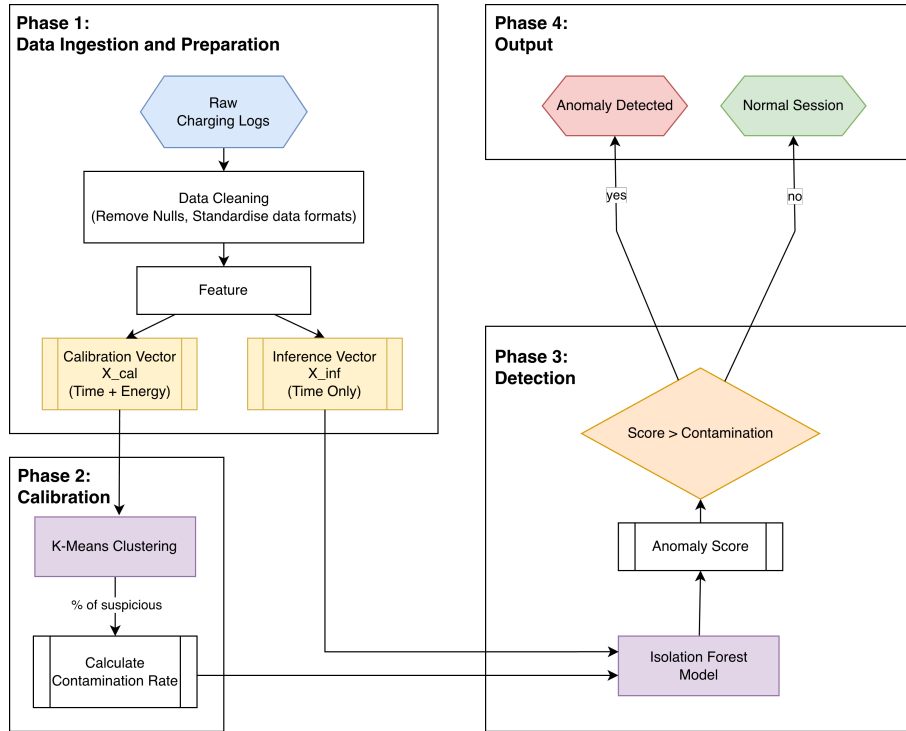 Phase 1:
Data Ingestion and Preparation
Raw
Charging Logs
Data Cleaning
(Remove Nulls, Standardise data formats)
Feature
Calibration Vector
X_cal
(Time + Energy)
Inference Vector
X_inf
(Time Only)
Phase 2:
Calibration
K-Means Clustering
% of suspicious
Calculate
Contamination Rate
Phase 3:
Detection
Score > Contamination
Anomaly Score
Isolation Forest
Model
Phase 4:
Output
Anomaly Detected
Normal Session
yes
no